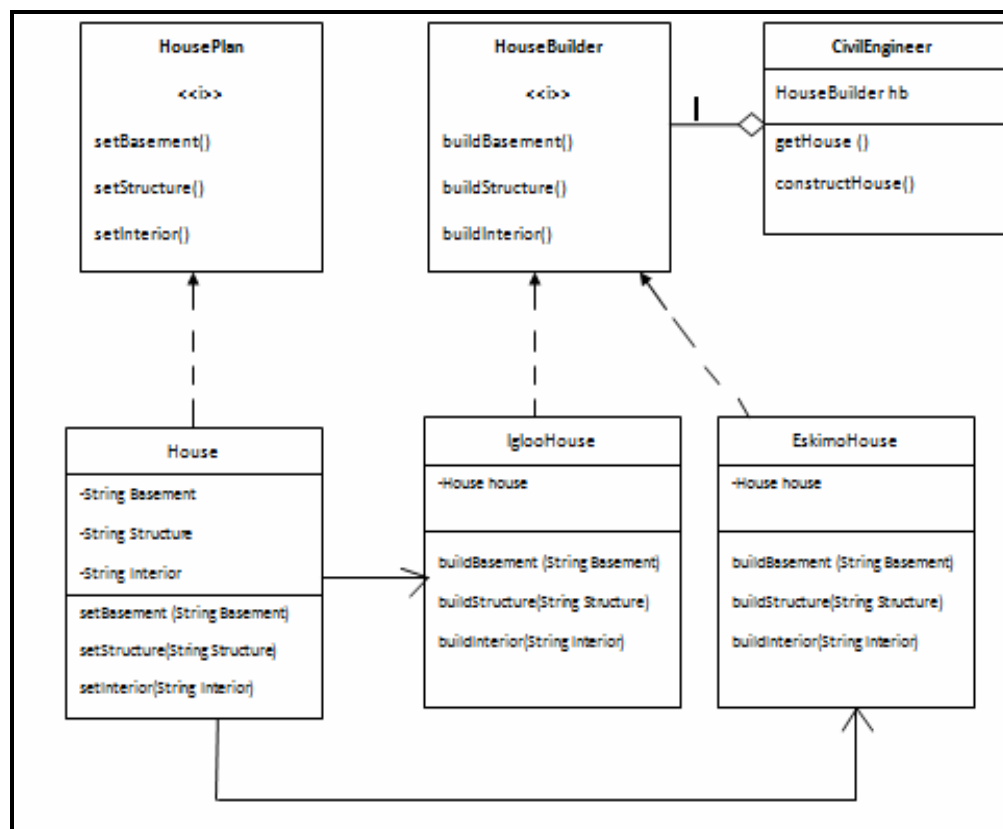 HousePlan
<<i>>
setBasement()
setStructure()
setInterior()
HouseBuilder
<<i>>
buildBasement()
buildStructure()
buildInterior()
CivilEngineer
HouseBuilder hb
getHouse ()
constructHouse()
1
House
-String Basement
-String Structure
-String Interior
setBasement (String Basement)
setStructure(String Structure)
setInterior(String Interior)
IglooHouse
-House house
buildBasement (String Basement)
buildStructure(String Structure)
buildInterior(String Interior)
EskimoHouse
-House house
buildBasement (String Basement)
buildStructure(String Structure)
buildInterior(String Interior)